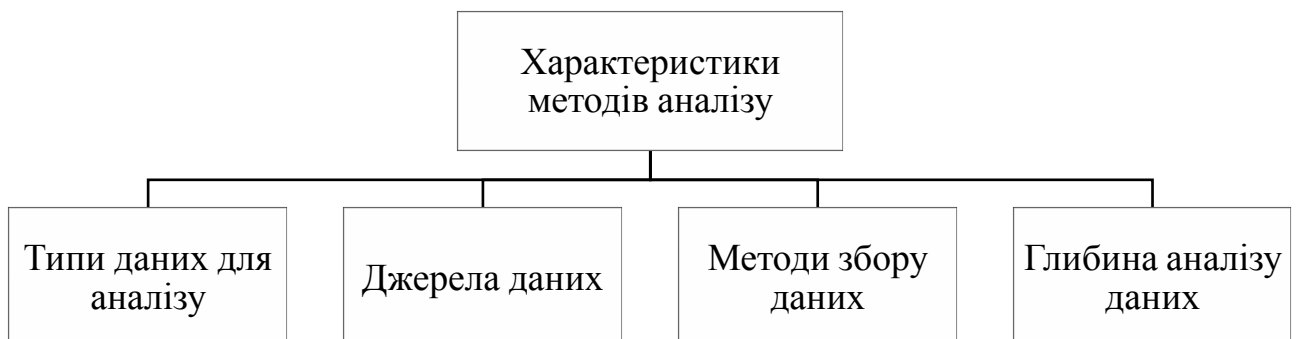 Характеристики
методів аналізу
Типи даних для
аналізу
Джерела даних
Методи збору
даних
Глибина аналізу
даних